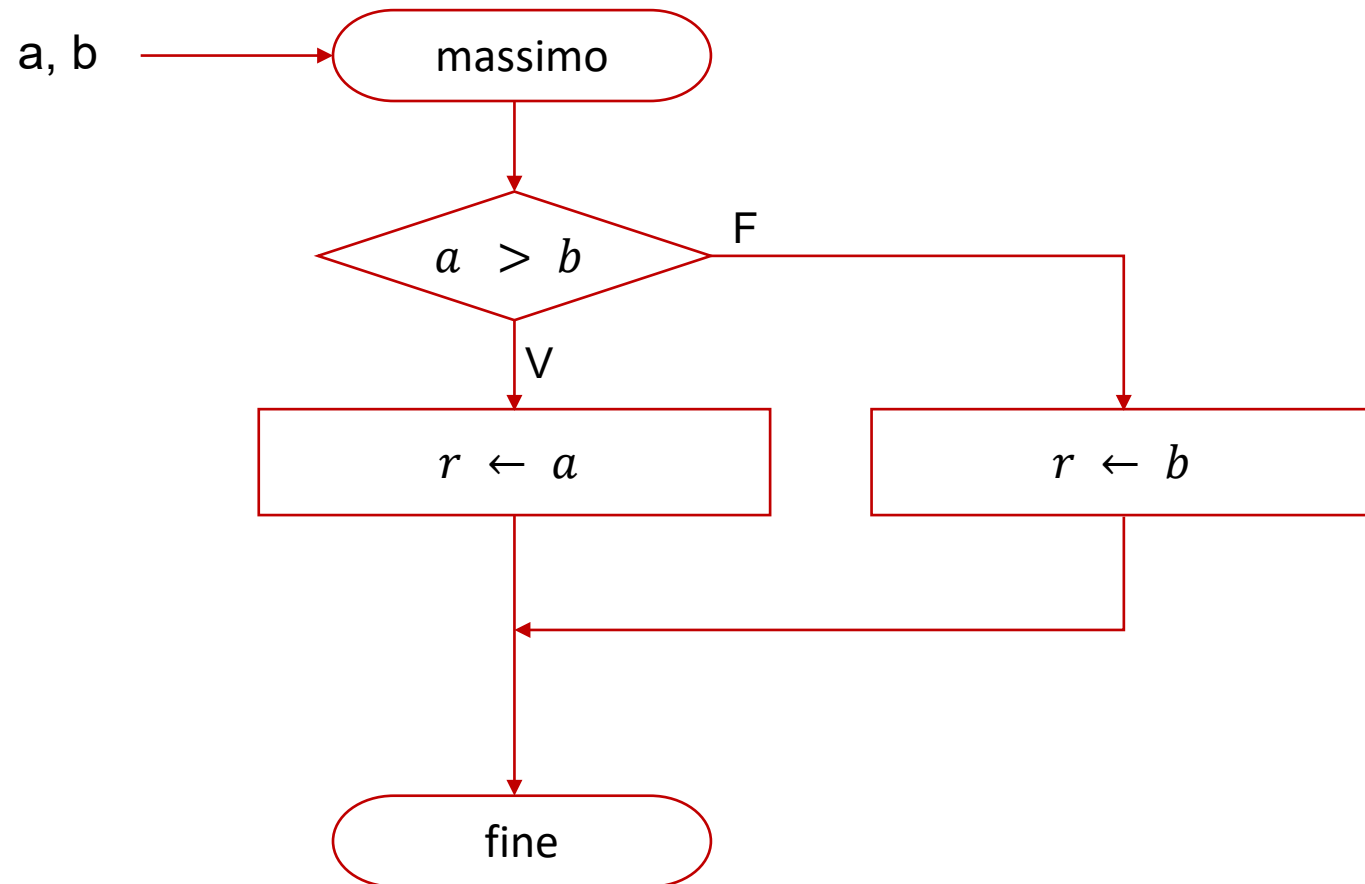 a, b
massimo
a > b
F
V
r ← a
r ← b
fine